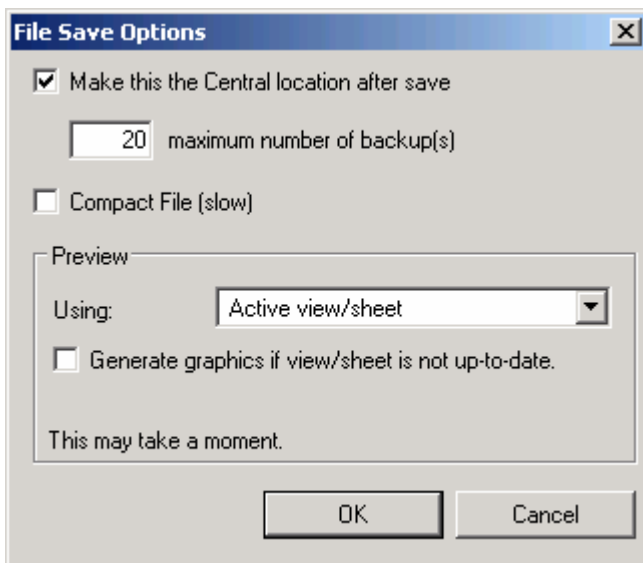 File Save Options
Make this the Central location after save
20 maximum number of backup(s)
Compact File (slow)
Preview
Using: Active view/sheet
Generate graphics if view/sheet is not up-to-date.
This may take a moment.
OK Cancel